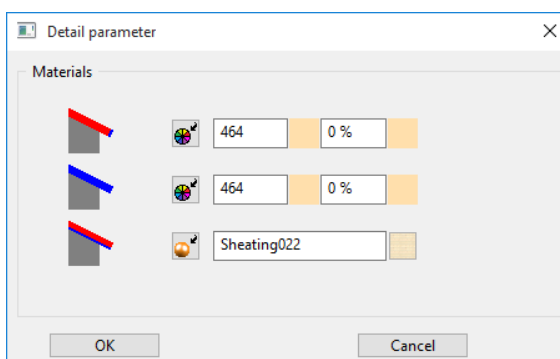 Detail parameter
Materials
464 0 %
464 0 %
Sheating022
OK Cancel